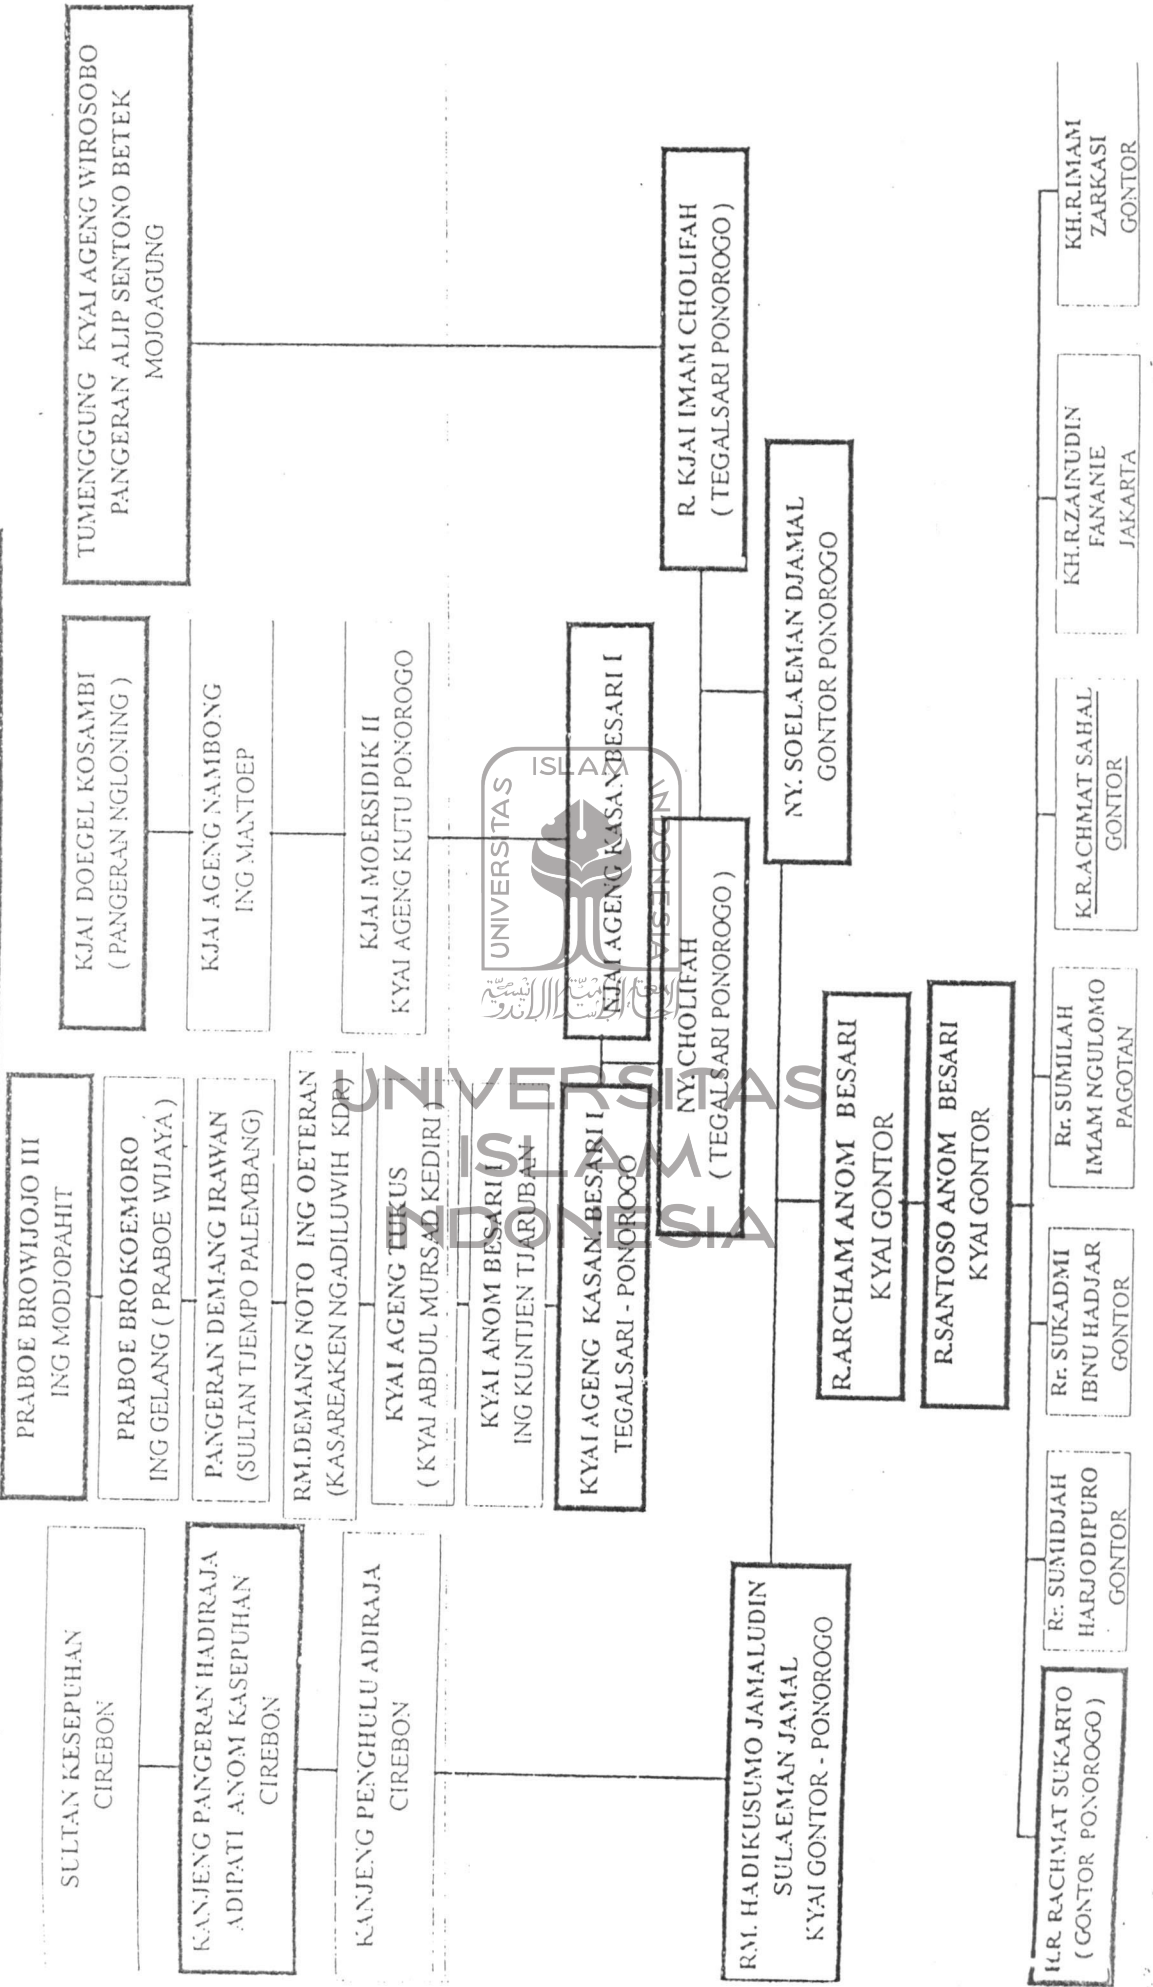 SULTAN KESEPUHAN
CIREBON
KANJENG PANGERAN HADIRAJA
ADIPATI ANOM KASEPUHAN
CIREBON
KANJENG PENGHULU ADIRAJA
CIREBON
RM. HADIKUSUMO JAMALUDIN
SULAEMAN JAMAL
KYAI GONTOR - PONOROGO
PRABOE BROWIJOJO III
ING MODJOPAHIT
PRABOE BROKOEMORO
ING GELANG ( PRABOE WIJAYA )
PANGERAN DEMANG IRAWAN
(SULTAN TJEMPO PALEMBANG)
RM.DEMANG NOTO ING OETERAN
(KASAREAKEN NGADILUWIH KDR)
KYAI AGENG TUKUS
( KYAI ABDUL MURSAD KEDIRI )
KYAI ANOM BESARI I
ING KUNTJEN TJARUBAN
KYAI AGENG KASAN BESARI I
TEGALSARI - PONOROGO
KJAI DOEGEL KOSAMBI
( PANGERAN NGLONING )
KJAI AGENG NAMBONG
ING MANTOEP
KJAI MOERSIDIK II
KYAI AGENG KUTU PONOROGO
NJAI AGENG KASAN BESARI I
TUMENGGUNG KYAI AGENG WIROSOBO
PANGERAN ALIP SENTONO BETEK
MOJOAGUNG
NY CHOLIFAH
( TEGALSARI PONOROGO )
R. KJAI IMAM CHOLIFAH
( TEGALSARI PONOROGO )
NY. SOELAEMAN DJAMAL
GONTOR PONOROGO
R.ARCHAM ANOM BESARI
KYAI GONTOR
R.SANTOSO ANOM BESARI
KYAI GONTOR
H.R. RACHMAT SUKARTO
( GONTOR PONOROGO )
Rr. SUMIDJAH
HARJODIPURO
GONTOR
Rr. SUKADMI
IBNU HADJAR
GONTOR
Rr. SUMILAH
IMAM NGULOMO
PAGOTAN
K.R.RACHMAT SAHAL
GONTOR
KH.R.ZAINUDIN
FANANIE
JAKARTA
KH.R.IMAM
ZARKASI
GONTOR
UNIVERSITAS
ISLAM
INDONESIA
UNIVERSITAS
ISLAM
INDONESIA